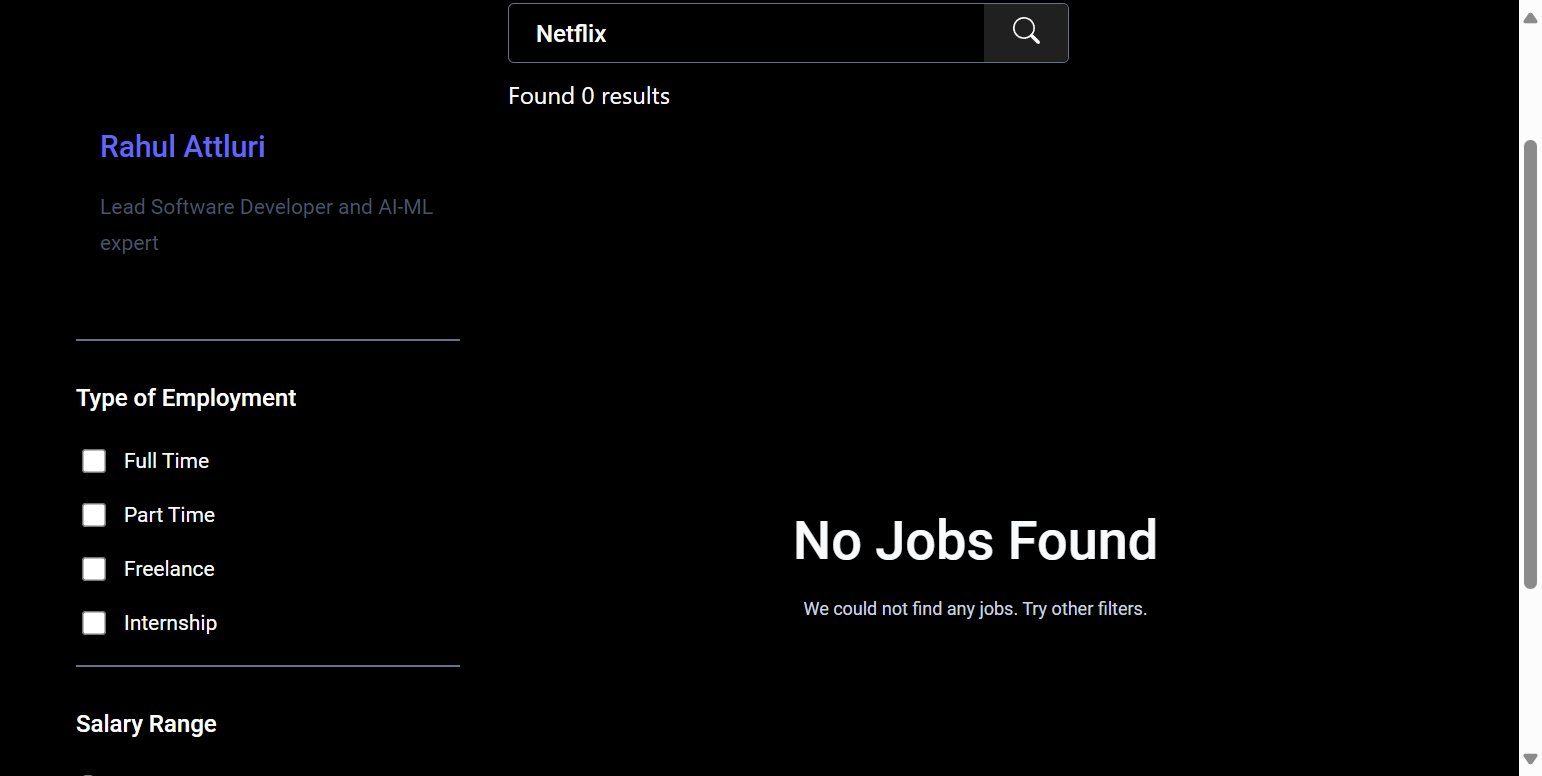 Netflix
Found 0 results
Rahul Attluri
Lead Software Developer and AI-ML
expert
Type of Employment
Full Time
Part Time
Freelance
Internship
Salary Range
No Jobs Found
We could not find any jobs. Try other filters.